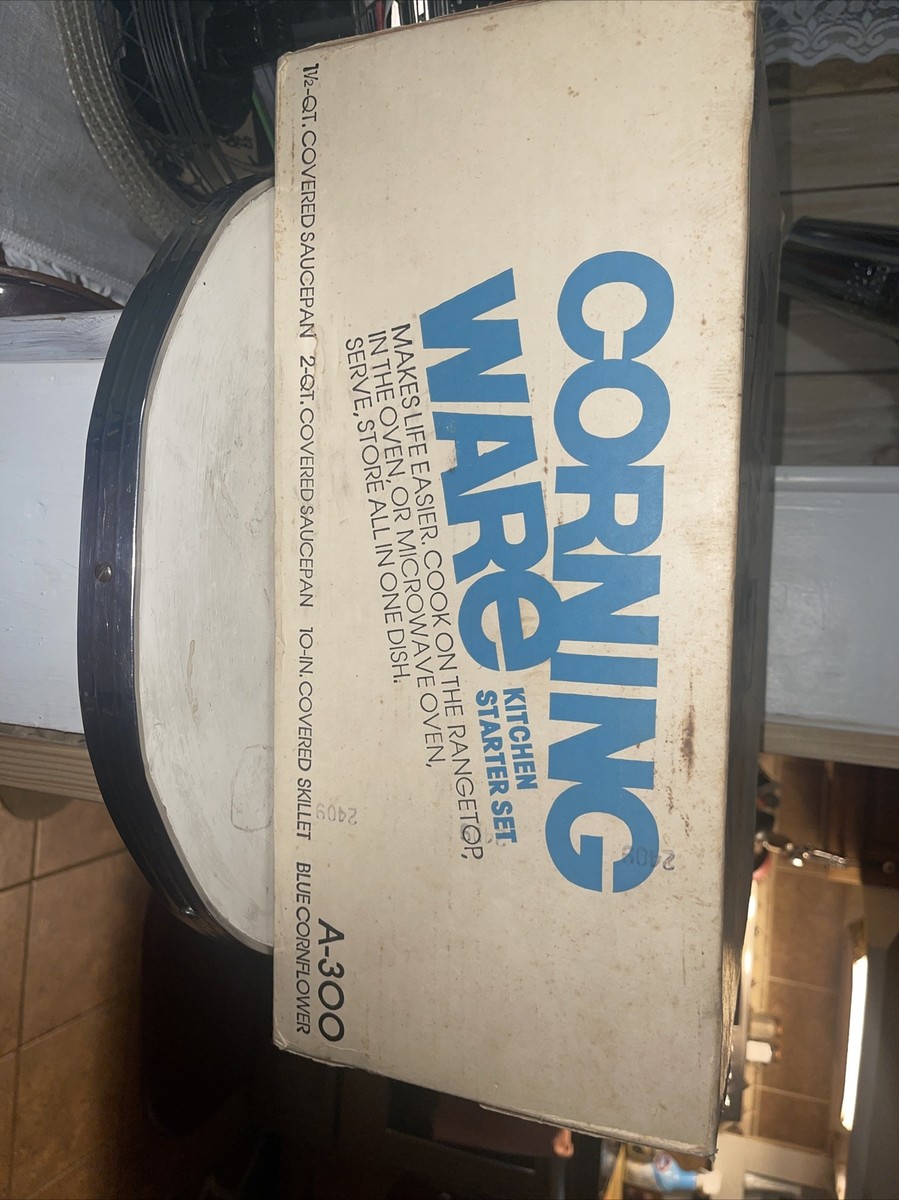 CORNING
WARE
KITCHEN
STARTER SET
MAKES LIFE EASIER. COOK ON THE RANGETOP,
IN THE OVEN, OR MICROWAVE OVEN,
SERVE, STORE ALL IN ONE DISH.
2409
2409
A-300
1½-QT. COVERED SAUCEPAN 2-QT. COVERED SAUCEPAN 10-IN. COVERED SKILLET BLUE CORNFLOWER